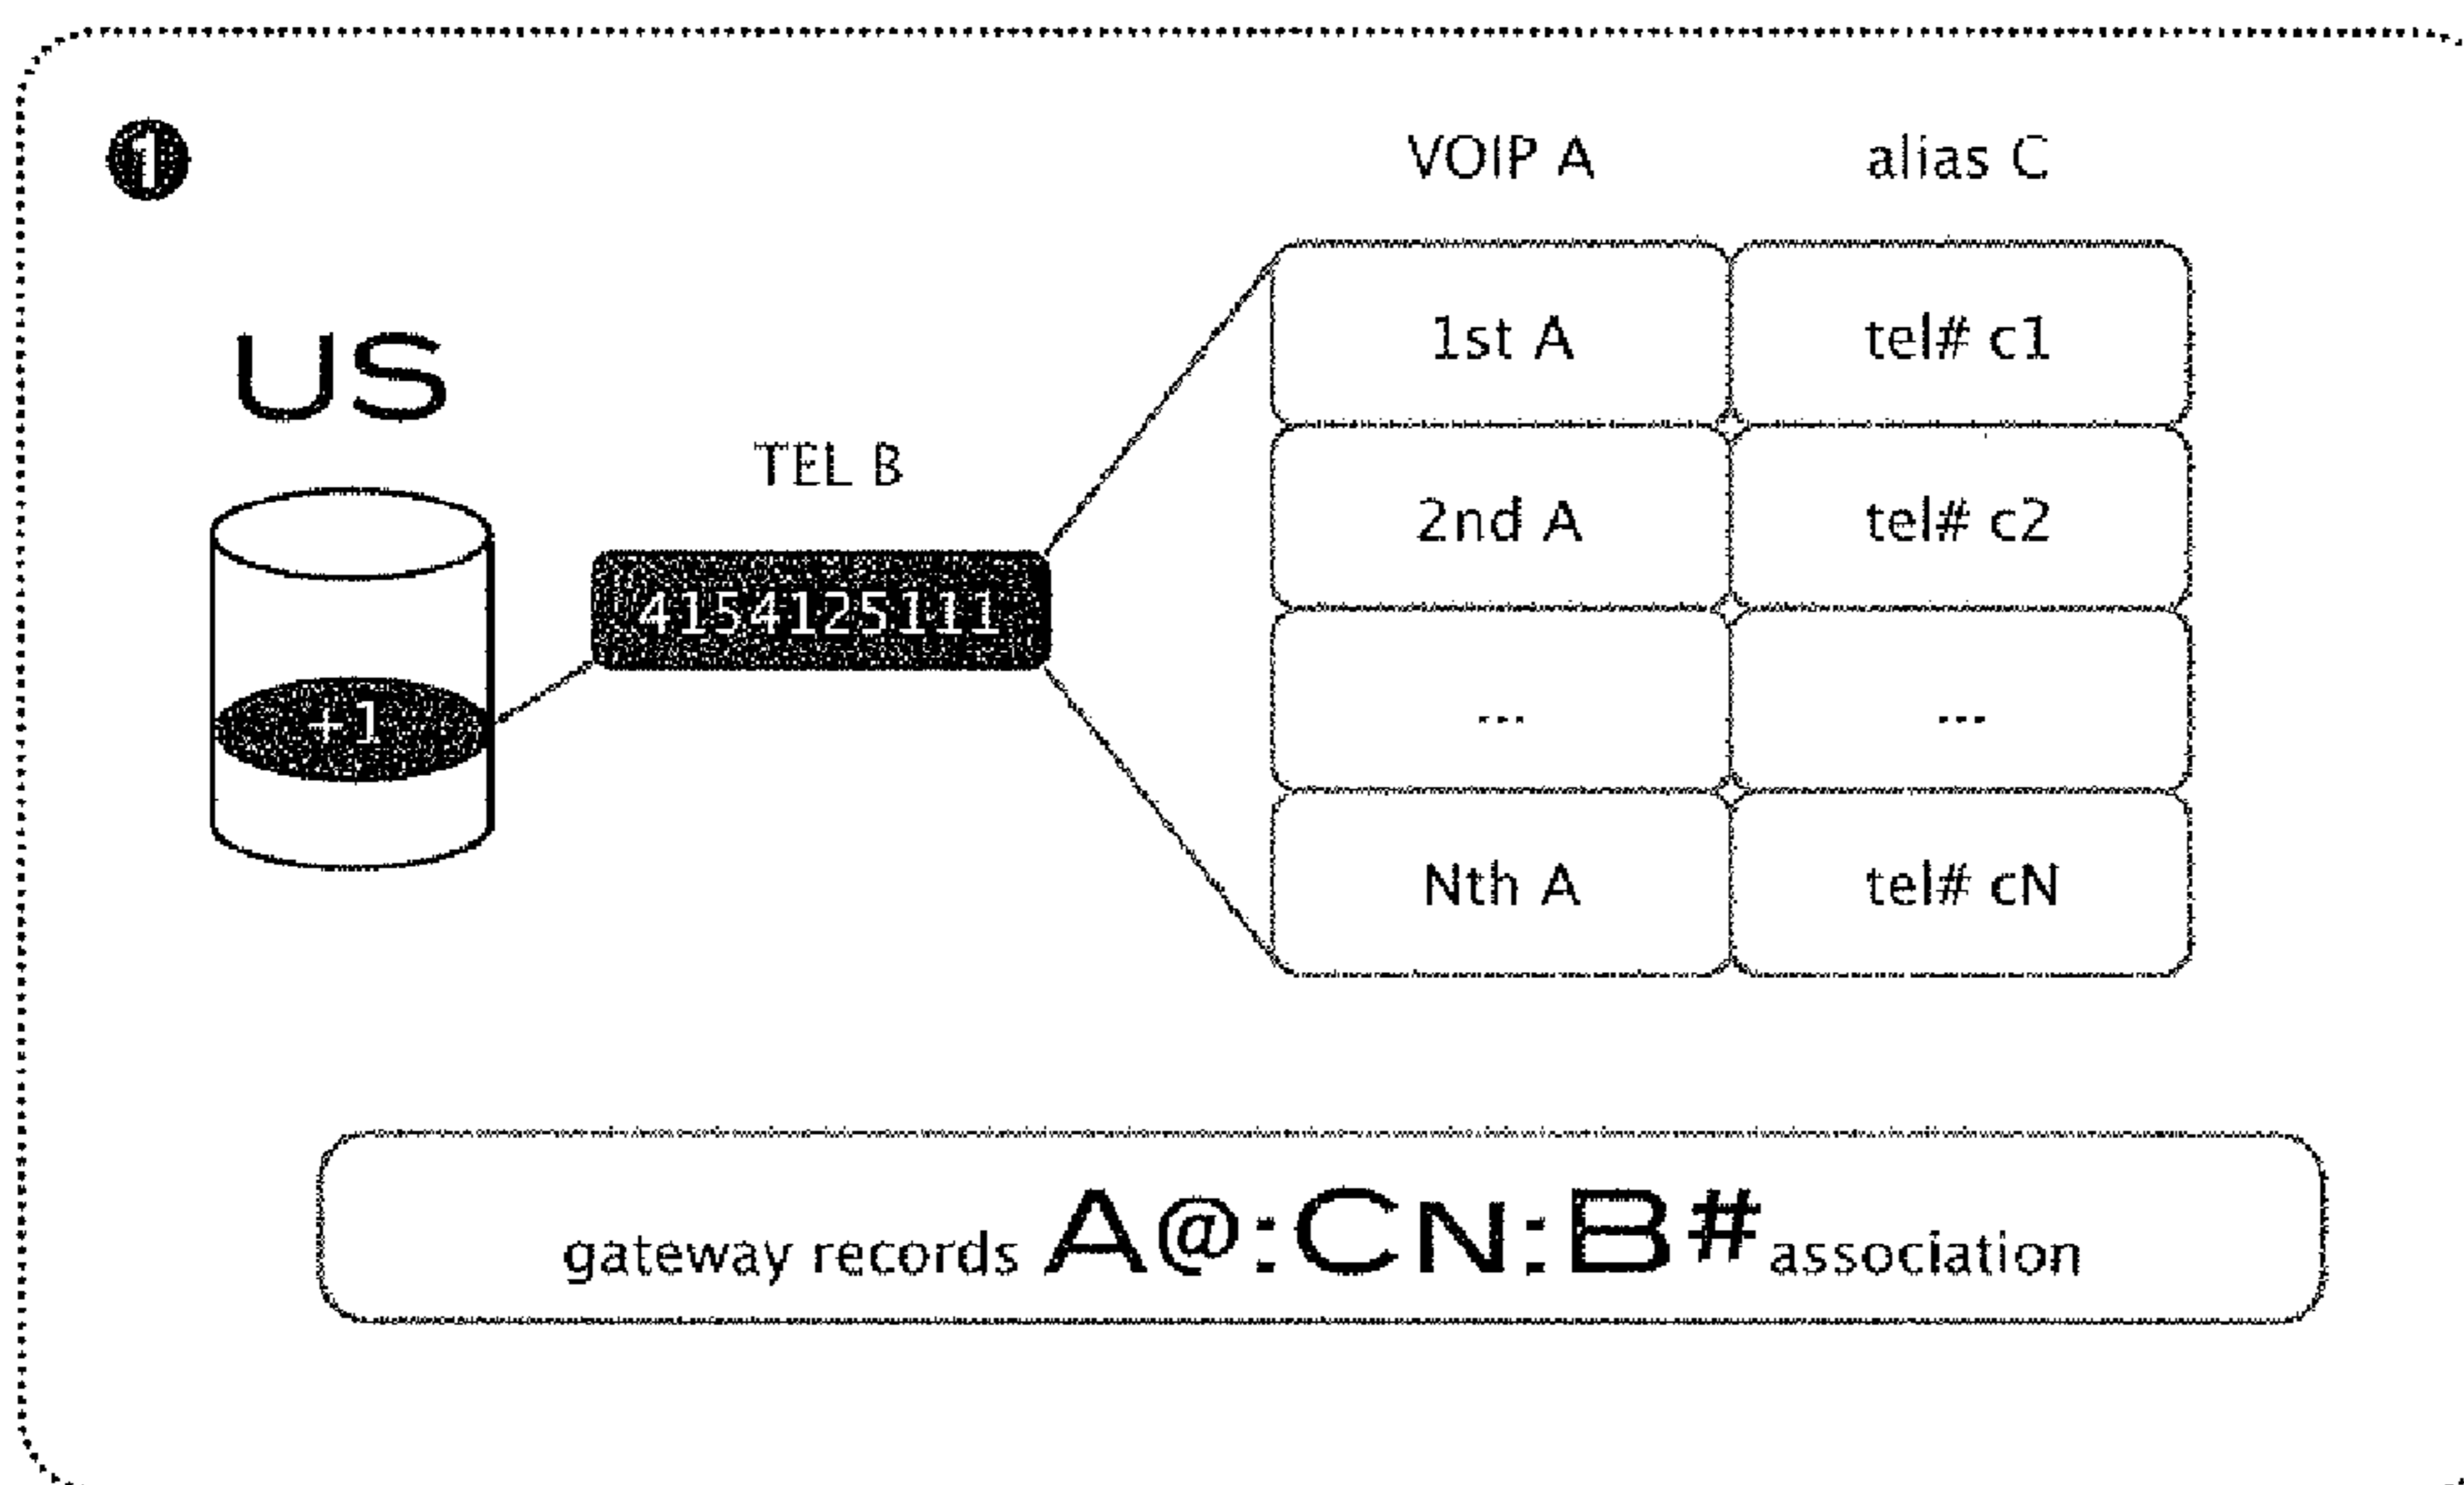 1
VOIP A alias C
US
1st A tel# c1
TEL B
2nd A tel# c2
4154125111
+1
... ...
Nth A tel# cN
gateway records A@:CN:B# association